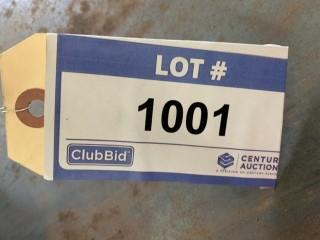 LOT #
1001
ClubBid
CENTUR
AUCTION